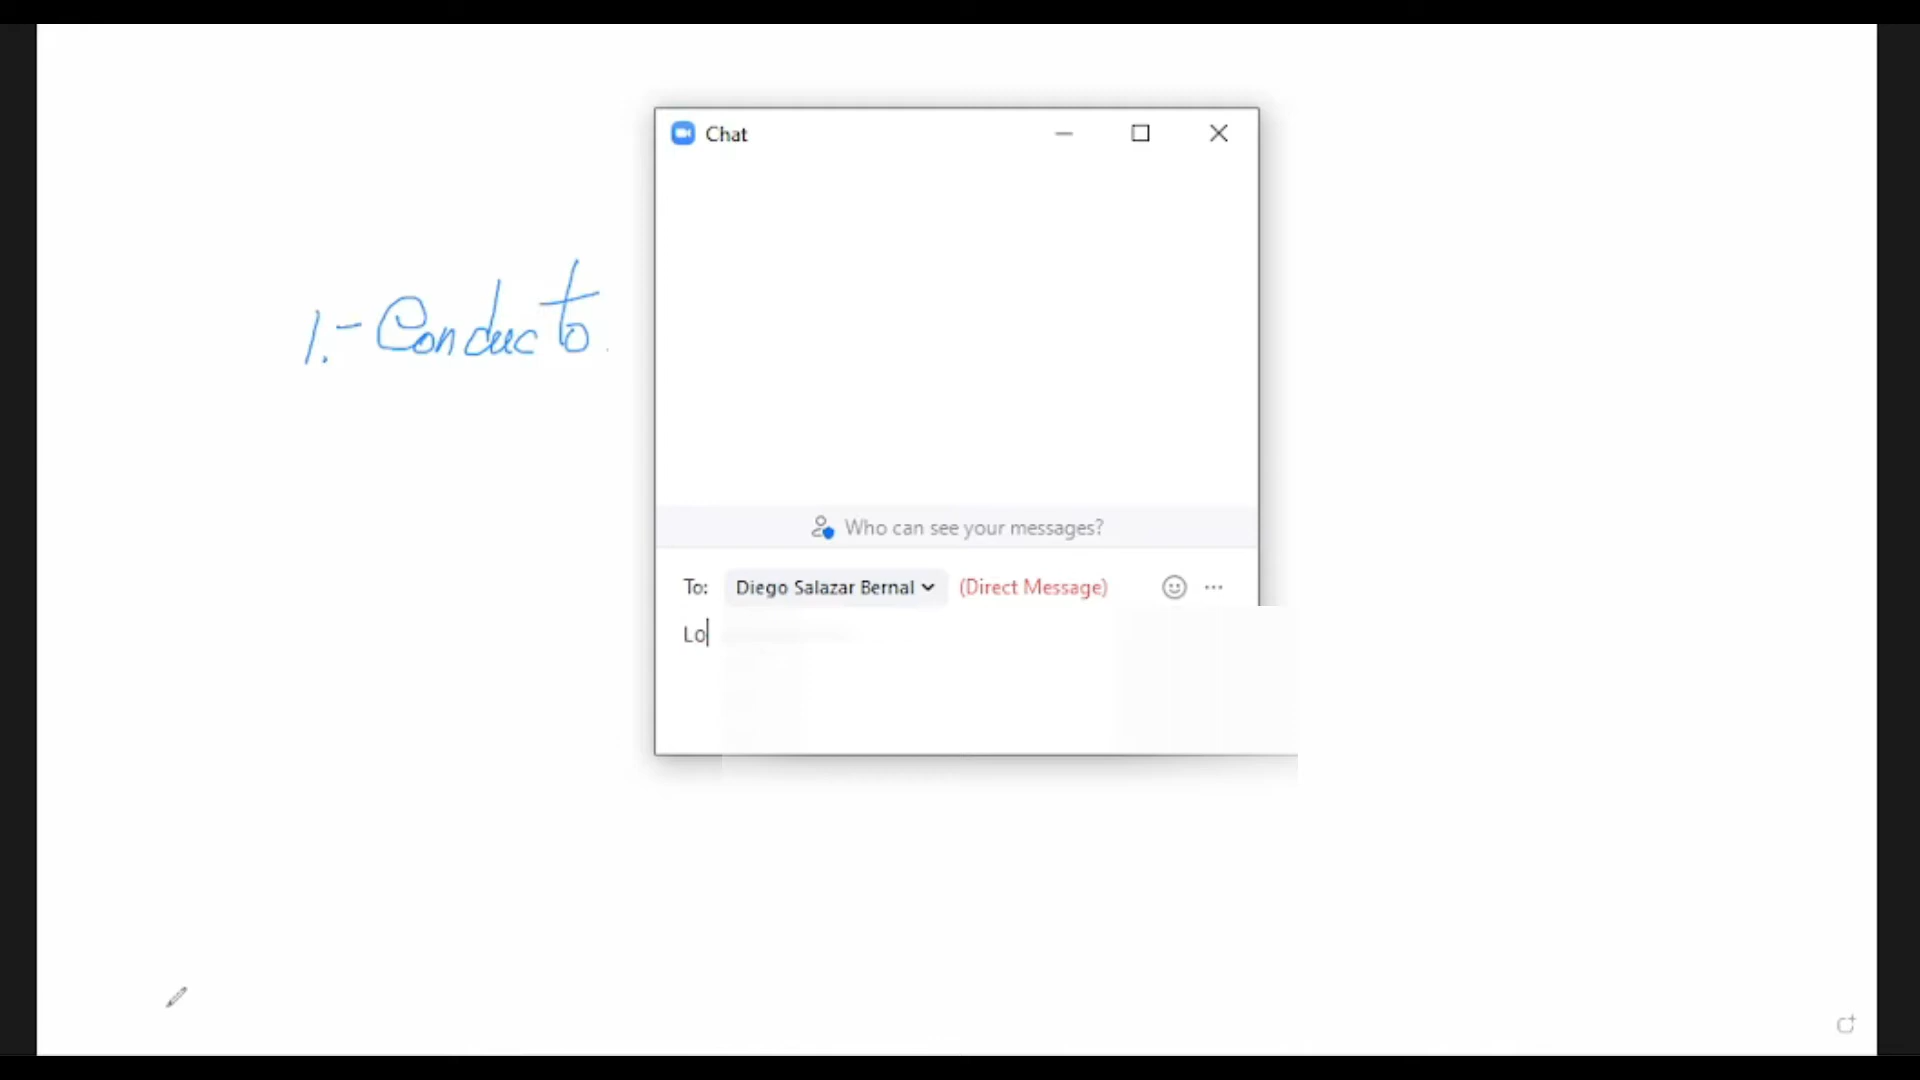 Chat
1.- Conducto
Who can see your messages?
To: Diego Salazar Bernal (Direct Message)
Lo